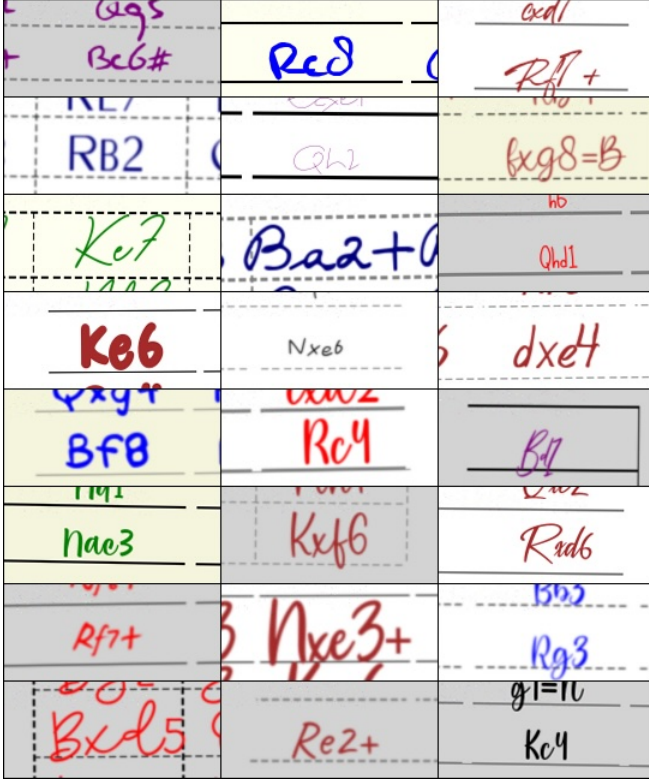 Bc6# Rc8 Rf7 +
RB2 Qh2 fxg8=B
Ke7 Ba2+ Qhd1
Ke6 Nxe6 dxe4
Bf8 Rc4 Bd7
Nae3 Kxf6 Rxd6
Rf7+ Nxe3+ Rg3
Bxd5 Re2+ Kc4